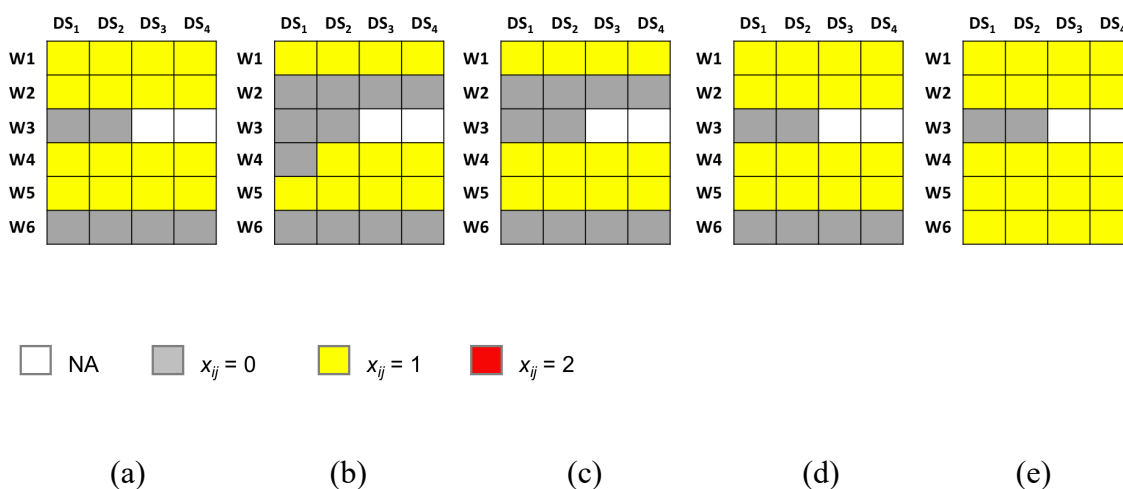 DS₁ DS₂ DS₃ DS₄ DS₁ DS₂ DS₃ DS₄ DS₁ DS₂ DS₃ DS₄ DS₁ DS₂ DS₃ DS₄ DS₁ DS₂ DS₃ DS₄
W1 W1 W1 W1 W1
W2 W2 W2 W2 W2
W3 W3 W3 W3 W3
W4 W4 W4 W4 W4
W5 W5 W5 W5 W5
W6 W6 W6 W6 W6
NA xᵢⱼ = 0 xᵢⱼ = 1 xᵢⱼ = 2
(a) (b) (c) (d) (e)